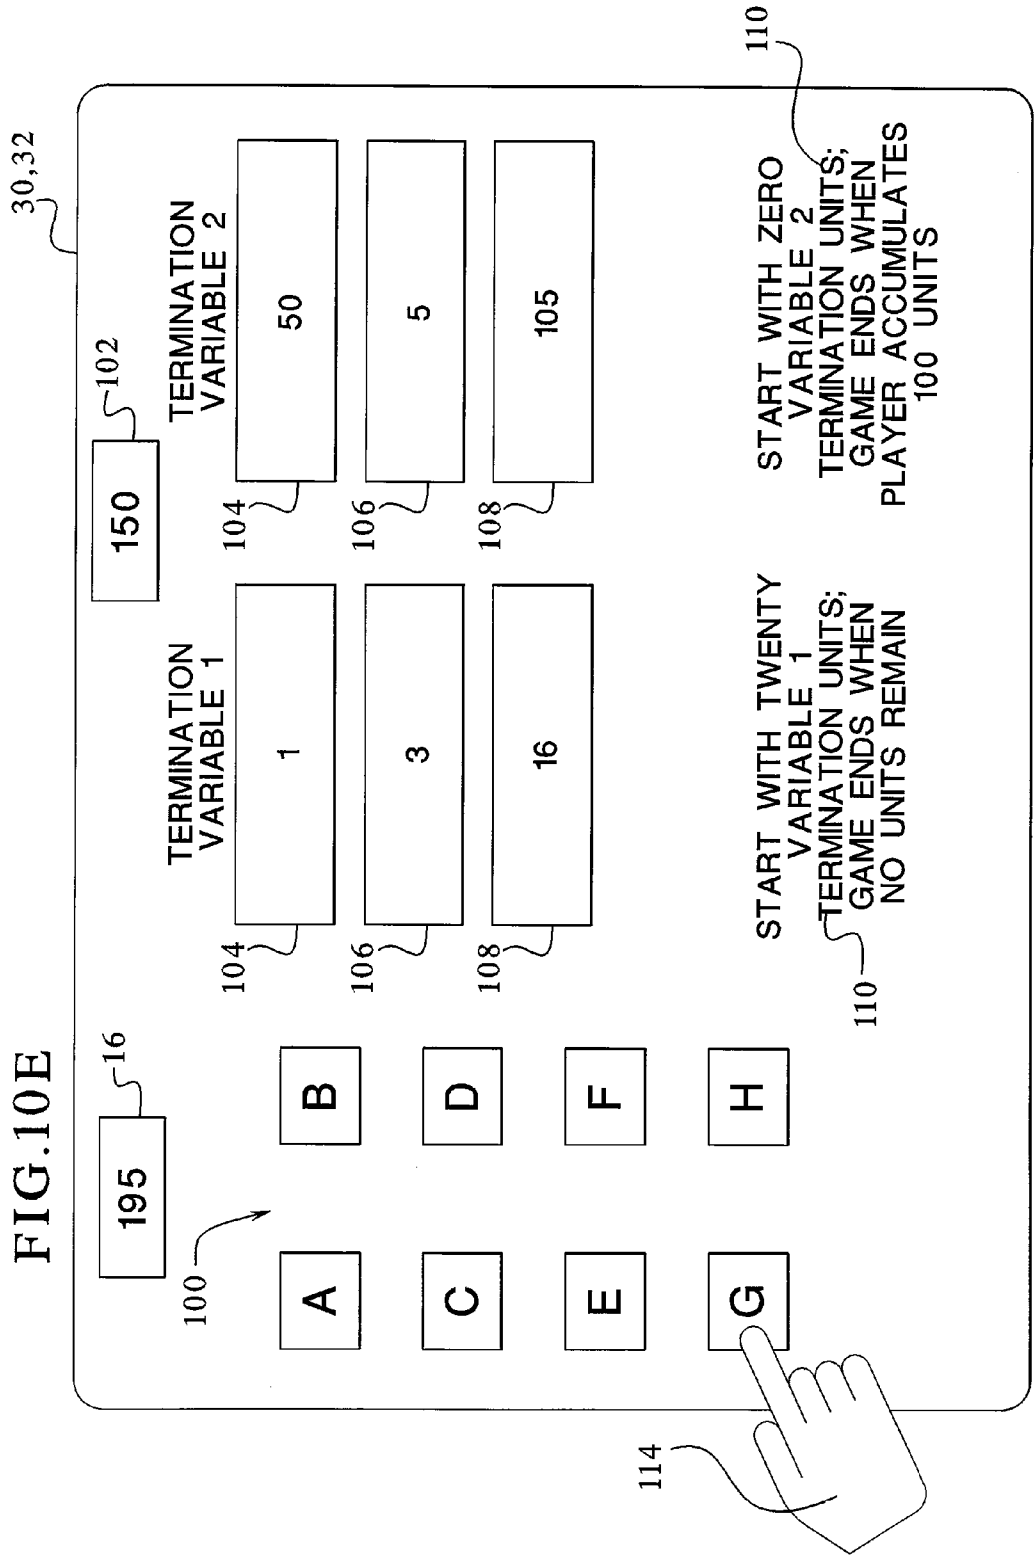 FIG.10E
30,32
195
16
150
102
100
A
B
C
D
E
F
G
H
114
TERMINATION
VARIABLE 1
104
1
106
3
108
16
START WITH TWENTY
VARIABLE 1
TERMINATION UNITS;
GAME ENDS WHEN
NO UNITS REMAIN
110
TERMINATION
VARIABLE 2
104
50
106
5
108
105
START WITH ZERO
VARIABLE 2
TERMINATION UNITS;
GAME ENDS WHEN
PLAYER ACCUMULATES
100 UNITS
110